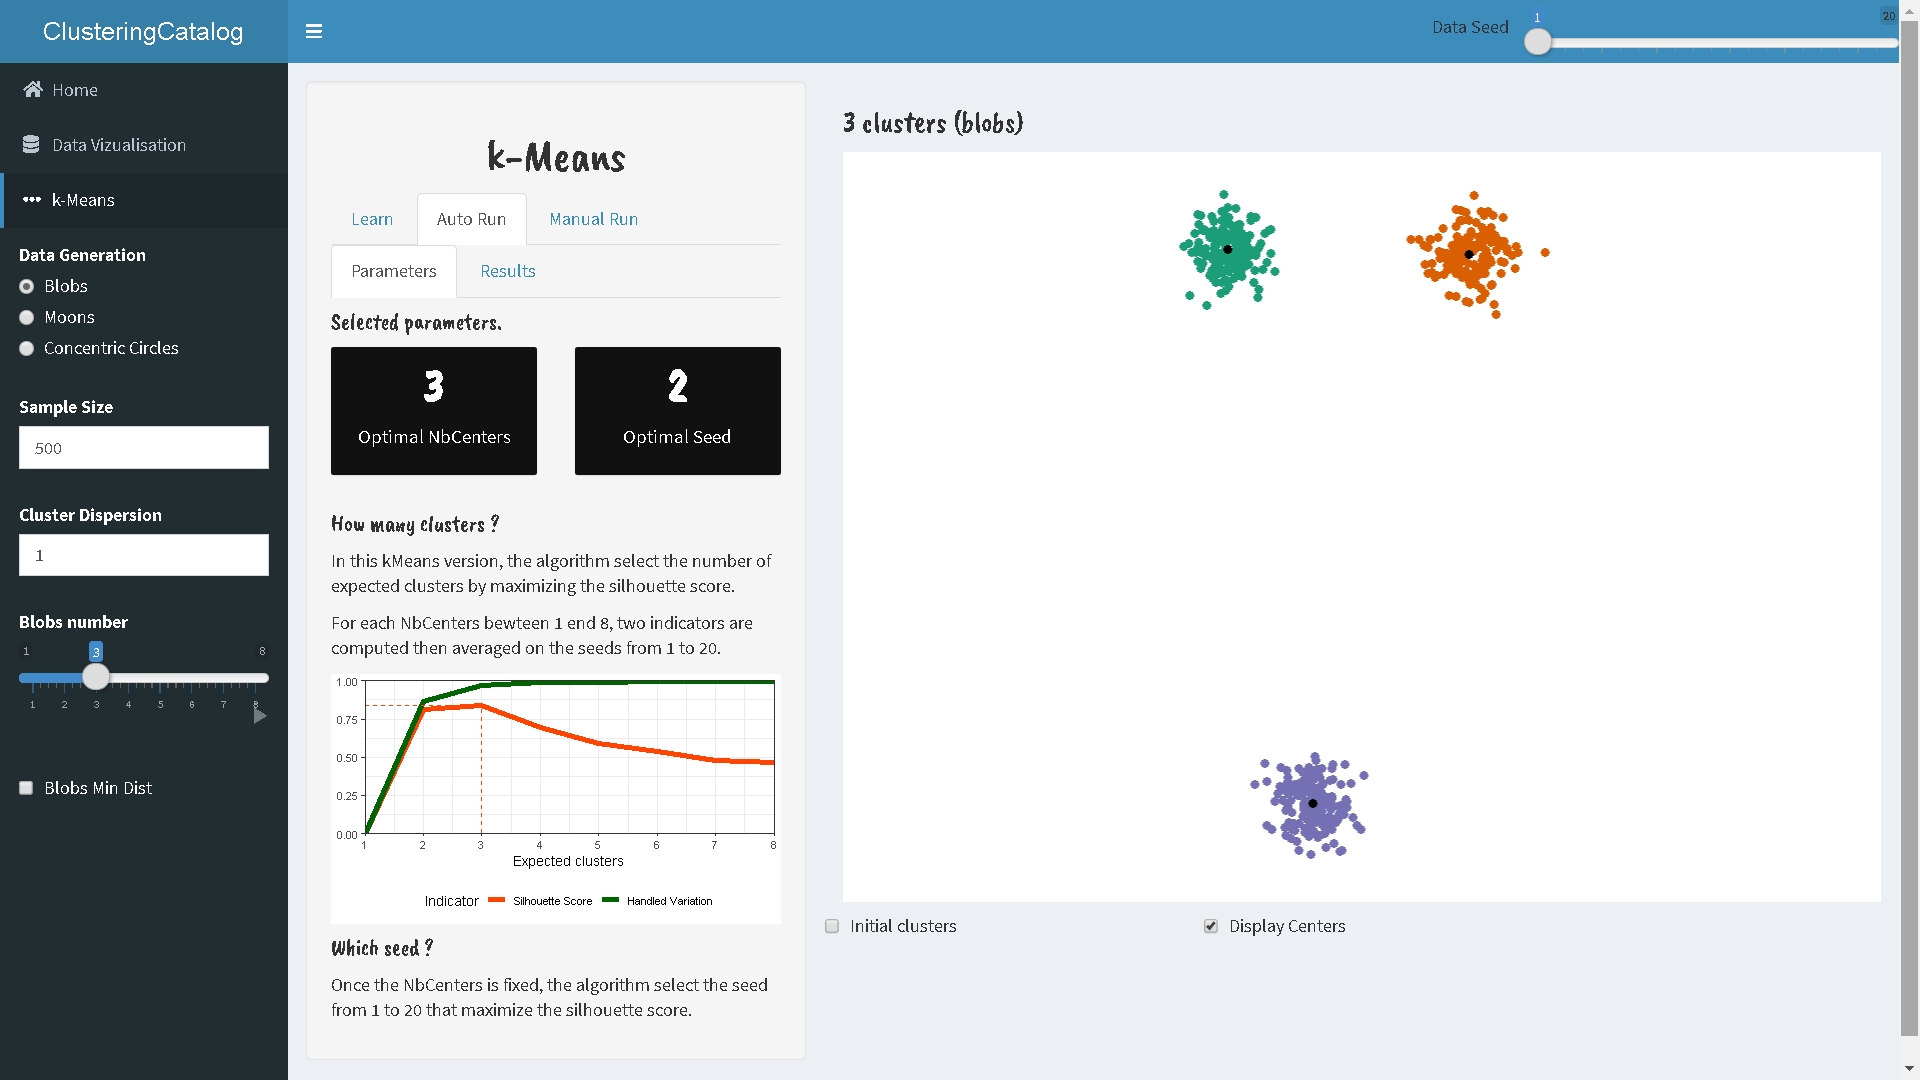 ClusteringCatalog
Data Seed
1
20
Home
Data Vizualisation
k-Means
Data Generation
Blobs
Moons
Concentric Circles
Sample Size
500
Cluster Dispersion
1
Blobs number
1
3
8
1 2 3 4 5 6 7 8
Blobs Min Dist
k-Means
Learn
Auto Run
Manual Run
Parameters
Results
Selected parameters.
3
Optimal NbCenters
2
Optimal Seed
How many clusters ?
In this kMeans version, the algorithm select the number of
expected clusters by maximizing the silhouette score.
For each NbCenters bewteen 1 end 8, two indicators are
computed then averaged on the seeds from 1 to 20.
1.00
0.75
0.50
0.25
0.00
1 2 3 4 5 6 7 8
Expected clusters
Indicator Silhouette Score Handled Variation
Which seed ?
Once the NbCenters is fixed, the algorithm select the seed
from 1 to 20 that maximize the silhouette score.
3 clusters (blobs)
Initial clusters
Display Centers